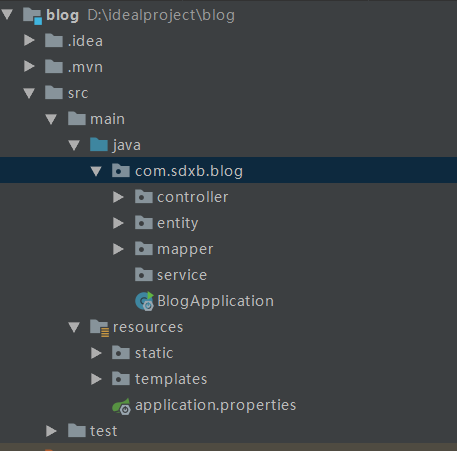 blog D:\idealproject\blog
.idea
.mvn
src
main
java
com.sdxb.blog
controller
entity
mapper
service
BlogApplication
resources
static
templates
application.properties
test